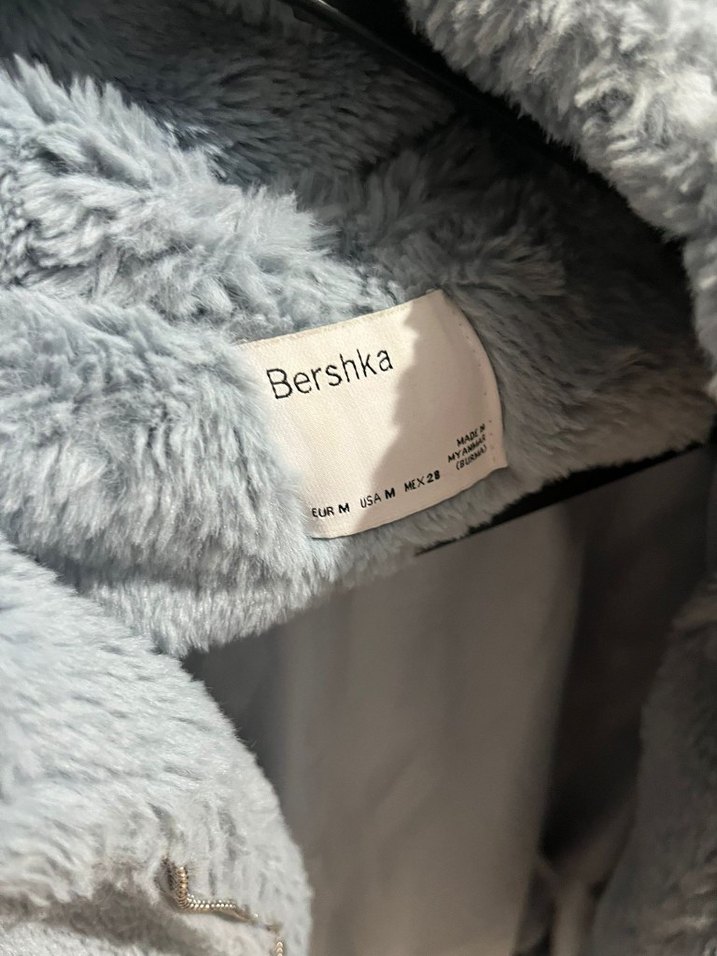 Bershka
MADE IN
MYANMAR
(BURMA)
EUR M USA M MEX 28